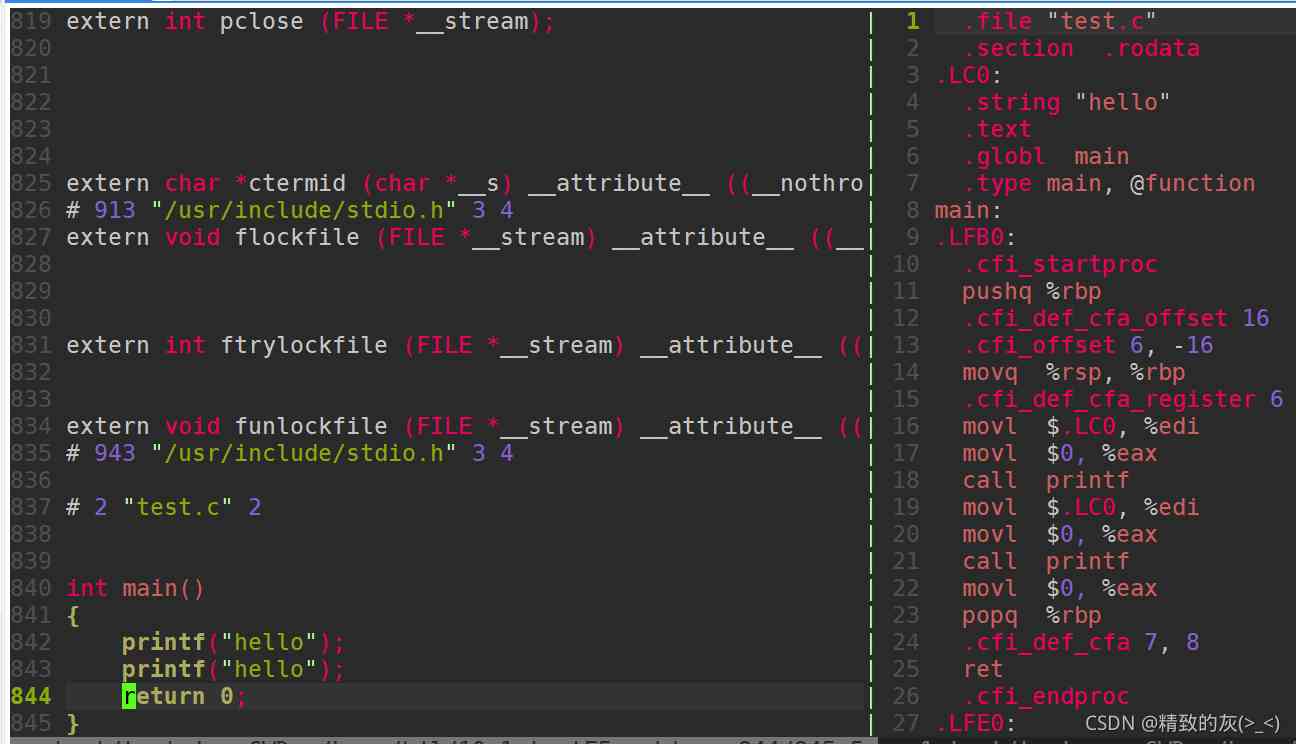 819 extern int pclose (FILE *__stream);
820
821
822
823
824
825 extern char *ctermid (char *__s) __attribute__ ((__nothro
826 # 913 "/usr/include/stdio.h" 3 4
827 extern void flockfile (FILE *__stream) __attribute__ ((__
828
829
830
831 extern int ftrylockfile (FILE *__stream) __attribute__ ((
832
833
834 extern void funlockfile (FILE *__stream) __attribute__ ((
835 # 943 "/usr/include/stdio.h" 3 4
836
837 # 2 "test.c" 2
838
839
840 int main()
841 {
842     printf("hello");
843     printf("hello");
844     return 0;
845 }
1   .file "test.c"
2   .section  .rodata
3 .LC0:
4   .string "hello"
5   .text
6   .globl  main
7   .type main, @function
8 main:
9 .LFB0:
10   .cfi_startproc
11   pushq %rbp
12   .cfi_def_cfa_offset 16
13   .cfi_offset 6, -16
14   movq  %rsp, %rbp
15   .cfi_def_cfa_register 6
16   movl  $.LC0, %edi
17   movl  $0, %eax
18   call  printf
19   movl  $.LC0, %edi
20   movl  $0, %eax
21   call  printf
22   movl  $0, %eax
23   popq  %rbp
24   .cfi_def_cfa 7, 8
25   ret
26   .cfi_endproc
27 .LFE0:
CSDN @精致的灰(>_<)